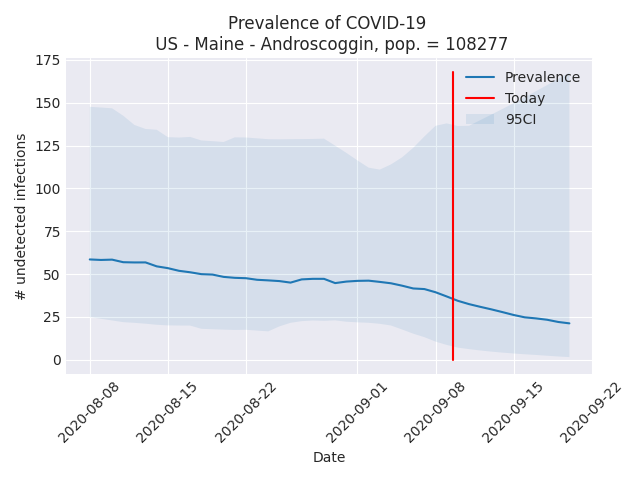 Prevalence of COVID-19
US - Maine - Androscoggin, pop. = 108277
175
150
125
100
75
50
25
0
# undetected infections
Prevalence
Today
95CI
2020-08-08
2020-08-15
2020-08-22
2020-09-01
2020-09-08
2020-09-15
2020-09-22
Date